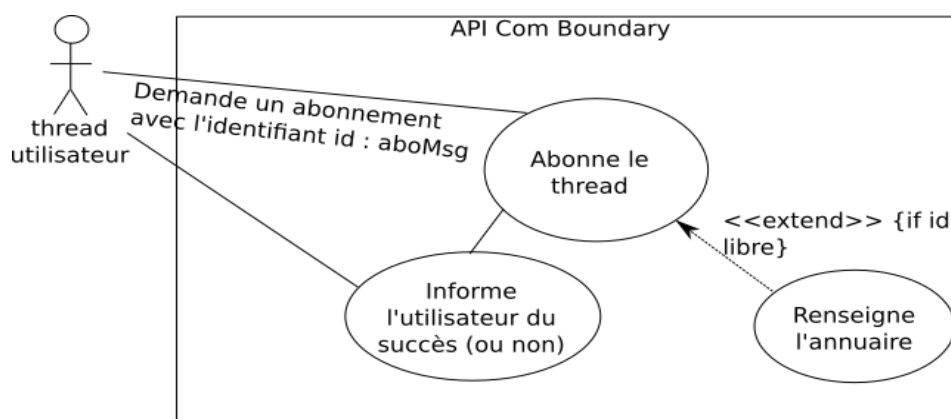 API Com Boundary
thread
utilisateur
Demande un abonnement
avec l'identifiant id : aboMsg
Abonne le
thread
<<extend>> {if id
libre}
Informe
l'utilisateur du
succès (ou non)
Renseigne
l'annuaire